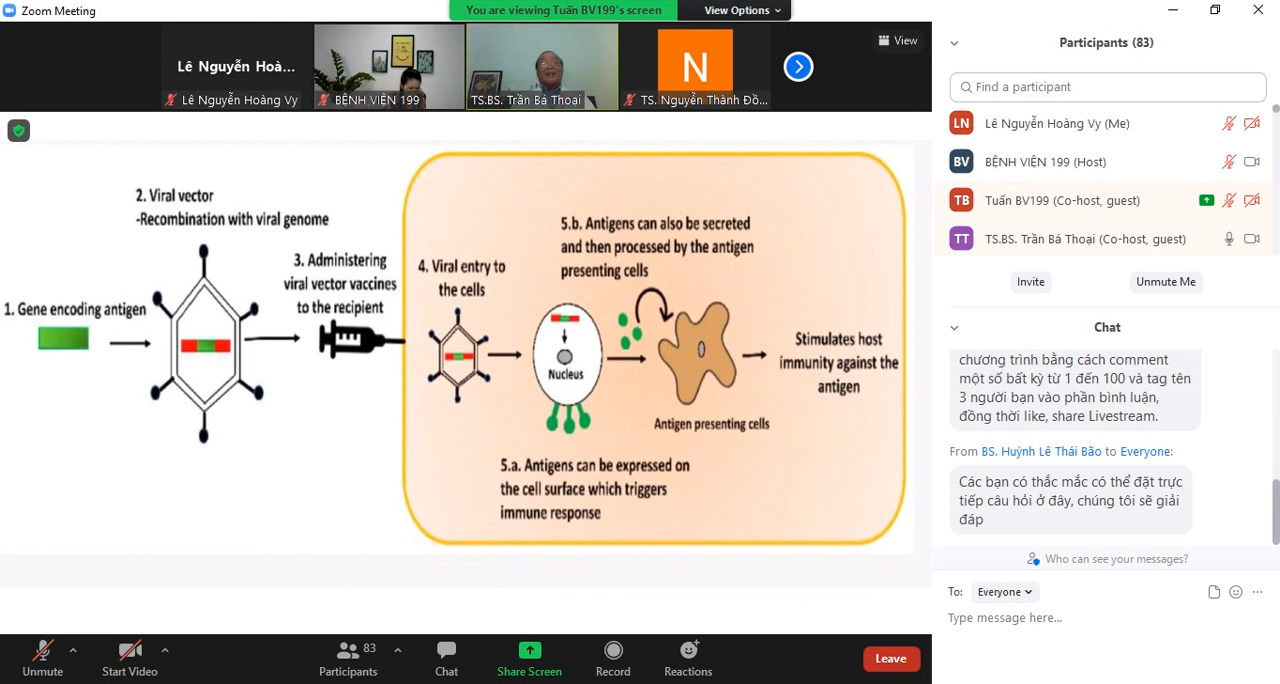 Zoom Meeting
You are viewing Tuấn BV199's screen
View Options
Lê Nguyễn Hoà...
Lê Nguyễn Hoàng Vy
BỆNH VIỆN 199
TS.BS. Trần Bá Thoại
N
TS. Nguyễn Thành Đồ...
View
1. Gene encoding antigen
2. Viral vector
-Recombination with viral genome
3. Administering
viral vector vaccines
to the recipient
4. Viral entry to
the cells
5.b. Antigens can also be secreted
and then processed by the antigen
presenting cells
Nucleus
Antigen presenting cells
Stimulates host
immunity against the
antigen
5.a. Antigens can be expressed on
the cell surface which triggers
immune response
Participants (83)
Find a participant
LN Lê Nguyễn Hoàng Vy (Me)
BV BỆNH VIỆN 199 (Host)
TB Tuấn BV199 (Co-host, guest)
TT TS.BS. Trần Bá Thoại (Co-host, guest)
Invite
Unmute Me
Chat
chương trình bằng cách comment
một số bất kỳ từ 1 đến 100 và tag tên
3 người bạn vào phần bình luận,
đồng thời like, share Livestream.
From BS. Huỳnh Lê Thái Bão to Everyone:
Các bạn có thắc mắc có thể đặt trực
tiếp câu hỏi ở đây, chúng tôi sẽ giải
đáp
Who can see your messages?
To: Everyone
Type message here...
Unmute
Start Video
83
Participants
Chat
Share Screen
Record
Reactions
Leave